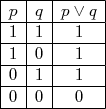 p q p ∨ q
1 1 1
1 0 1
0 1 1
0 0 0